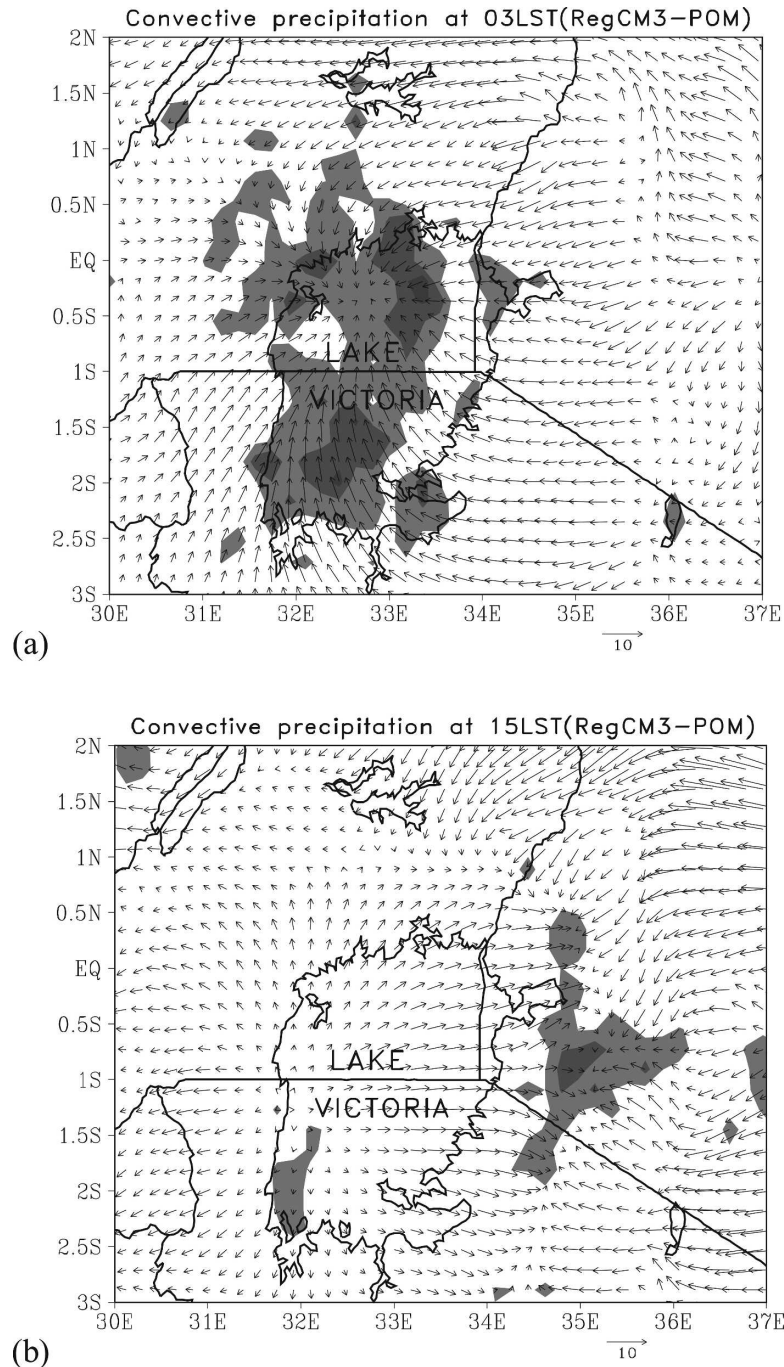 Convective precipitation at 03LST(RegCM3-POM)
2N
1.5N
1N
0.5N
EQ
0.5S
1S
1.5S
2S
2.5S
3S
LAKE
VICTORIA
30E 31E 32E 33E 34E 35E 36E 37E
10
(a)
Convective precipitation at 15LST(RegCM3-POM)
2N
1.5N
1N
0.5N
EQ
0.5S
1S
1.5S
2S
2.5S
3S
LAKE
VICTORIA
30E 31E 32E 33E 34E 35E 36E 37E
10
(b)